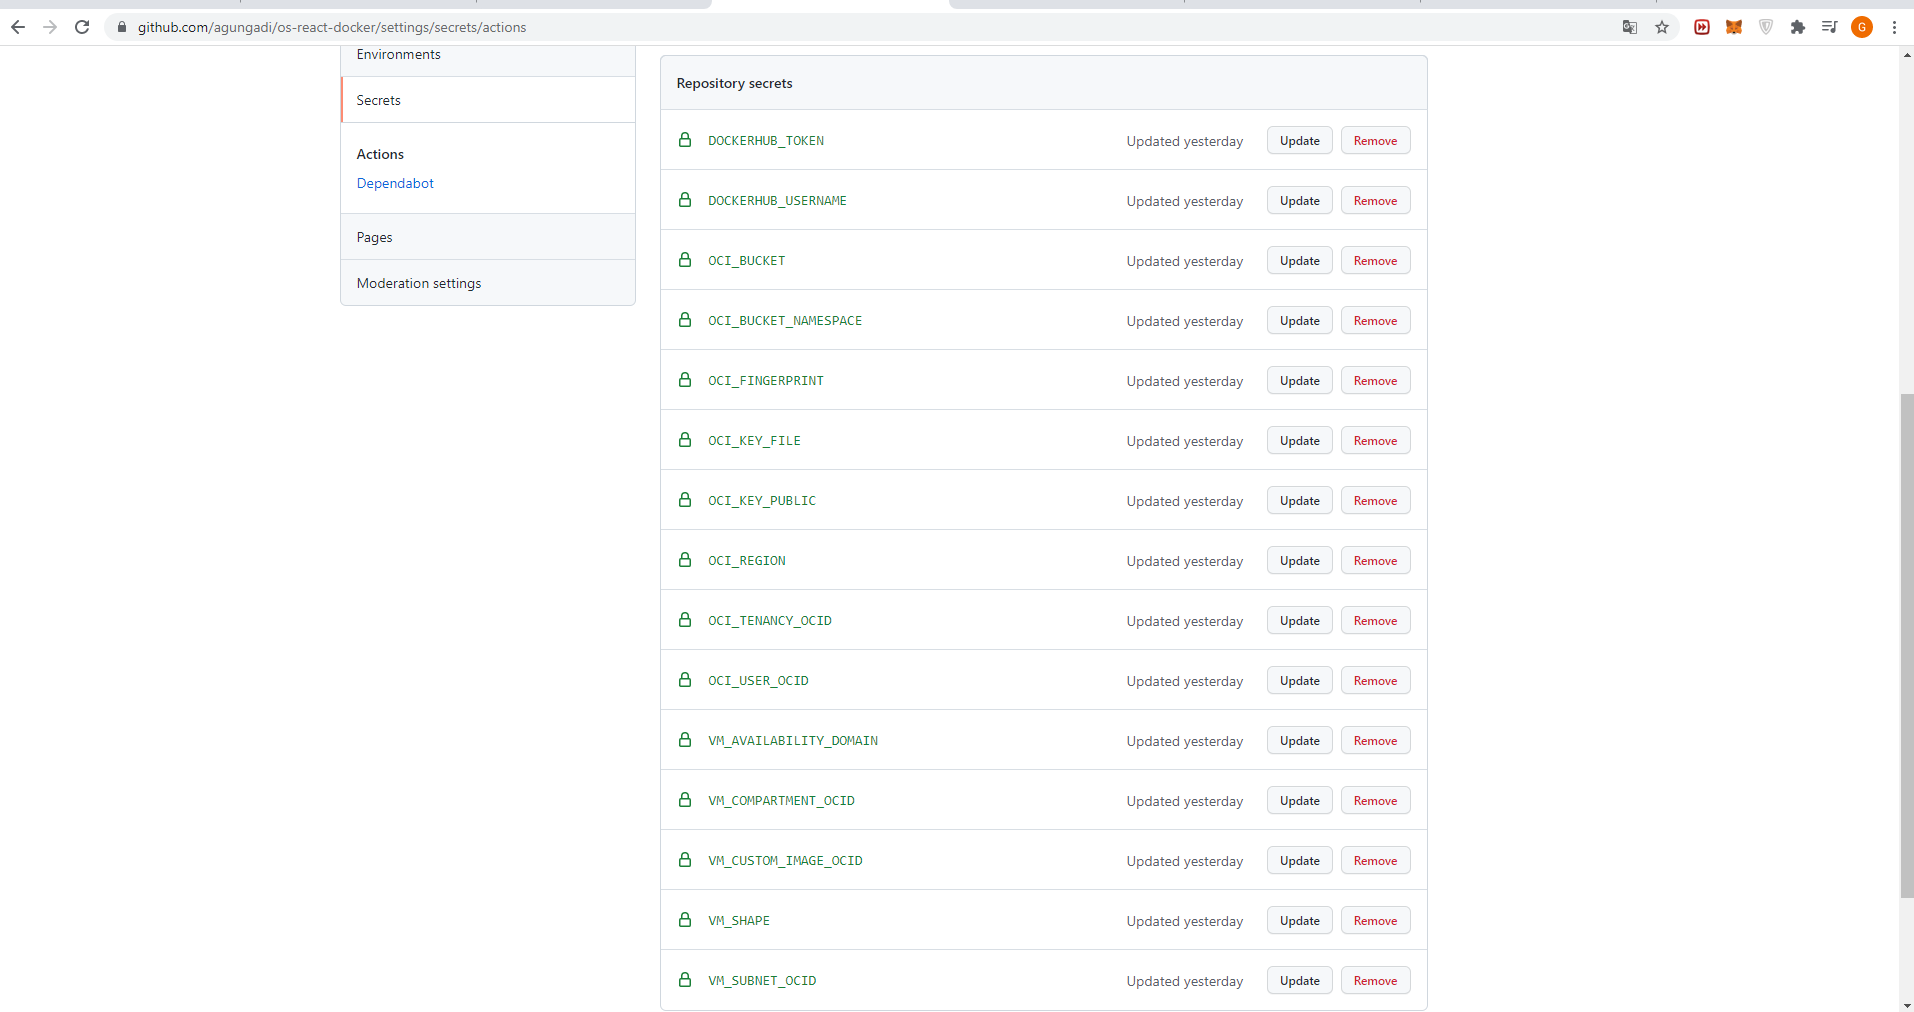 github.com/agungadi/os-react-docker/settings/secrets/actions
G
Environments
Secrets
Actions
Dependabot
Pages
Moderation settings
Repository secrets
DOCKERHUB_TOKEN Updated yesterday Update Remove
DOCKERHUB_USERNAME Updated yesterday Update Remove
OCI_BUCKET Updated yesterday Update Remove
OCI_BUCKET_NAMESPACE Updated yesterday Update Remove
OCI_FINGERPRINT Updated yesterday Update Remove
OCI_KEY_FILE Updated yesterday Update Remove
OCI_KEY_PUBLIC Updated yesterday Update Remove
OCI_REGION Updated yesterday Update Remove
OCI_TENANCY_OCID Updated yesterday Update Remove
OCI_USER_OCID Updated yesterday Update Remove
VM_AVAILABILITY_DOMAIN Updated yesterday Update Remove
VM_COMPARTMENT_OCID Updated yesterday Update Remove
VM_CUSTOM_IMAGE_OCID Updated yesterday Update Remove
VM_SHAPE Updated yesterday Update Remove
VM_SUBNET_OCID Updated yesterday Update Remove